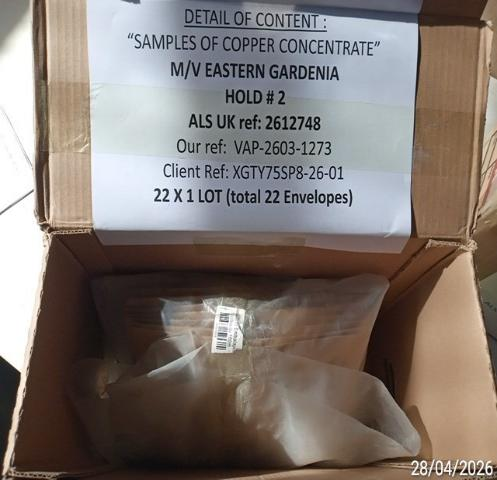 DETAIL OF CONTENT :
“SAMPLES OF COPPER CONCENTRATE”
M/V EASTERN GARDENIA
HOLD # 2
ALS UK ref: 2612748
Our ref: VAP-2603-1273
Client Ref: XGTY75SP8-26-01
22 X 1 LOT (total 22 Envelopes)
28/04/2026